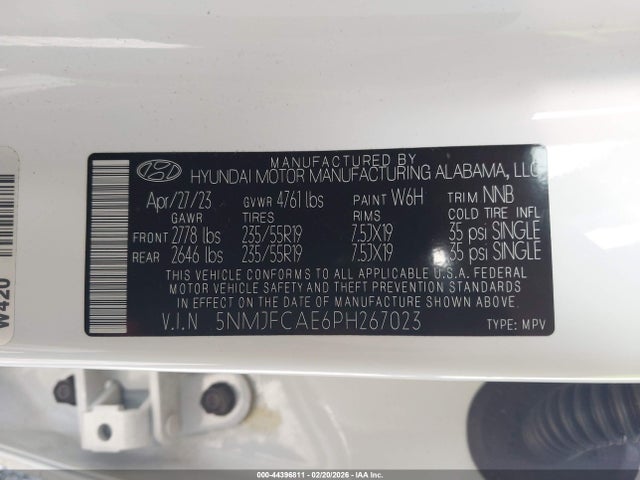 MANUFACTURED BY
HYUNDAI MOTOR MANUFACTURING ALABAMA, LLC
Apr/27/23 GVWR 4761 lbs PAINT W6H TRIM NNB
GAWR TIRES RIMS COLD TIRE INFL
FRONT 2778 lbs 235/55R19 7.5JX19 35 psi SINGLE
REAR 2646 lbs 235/55R19 7.5JX19 35 psi SINGLE
THIS VEHICLE CONFORMS TO ALL APPLICABLE U.S.A. FEDERAL
MOTOR VEHICLE SAFETY, BUMPER, AND THEFT PREVENTION STANDARDS
IN EFFECT ON THE DATE OF MANUFACTURE SHOWN ABOVE.
V.I.N 5NMJFCAE6PH267023 TYPE: MPV
W420
000-44396811 - 02/20/2026 - COPYRIGHT IAA, LLC.